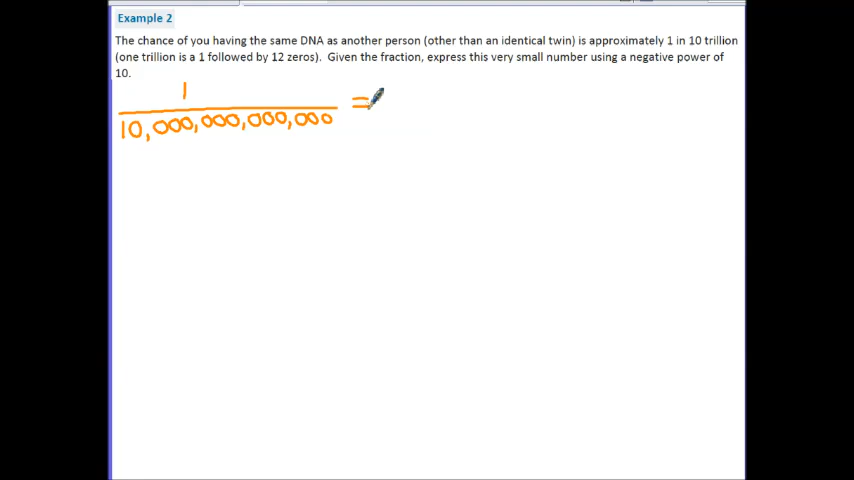 Example 2
The chance of you having the same DNA as another person (other than an identical twin) is approximately 1 in 10 trillion
(one trillion is a 1 followed by 12 zeros). Given the fraction, express this very small number using a negative power of
10.
1
10,000,000,000,000 =